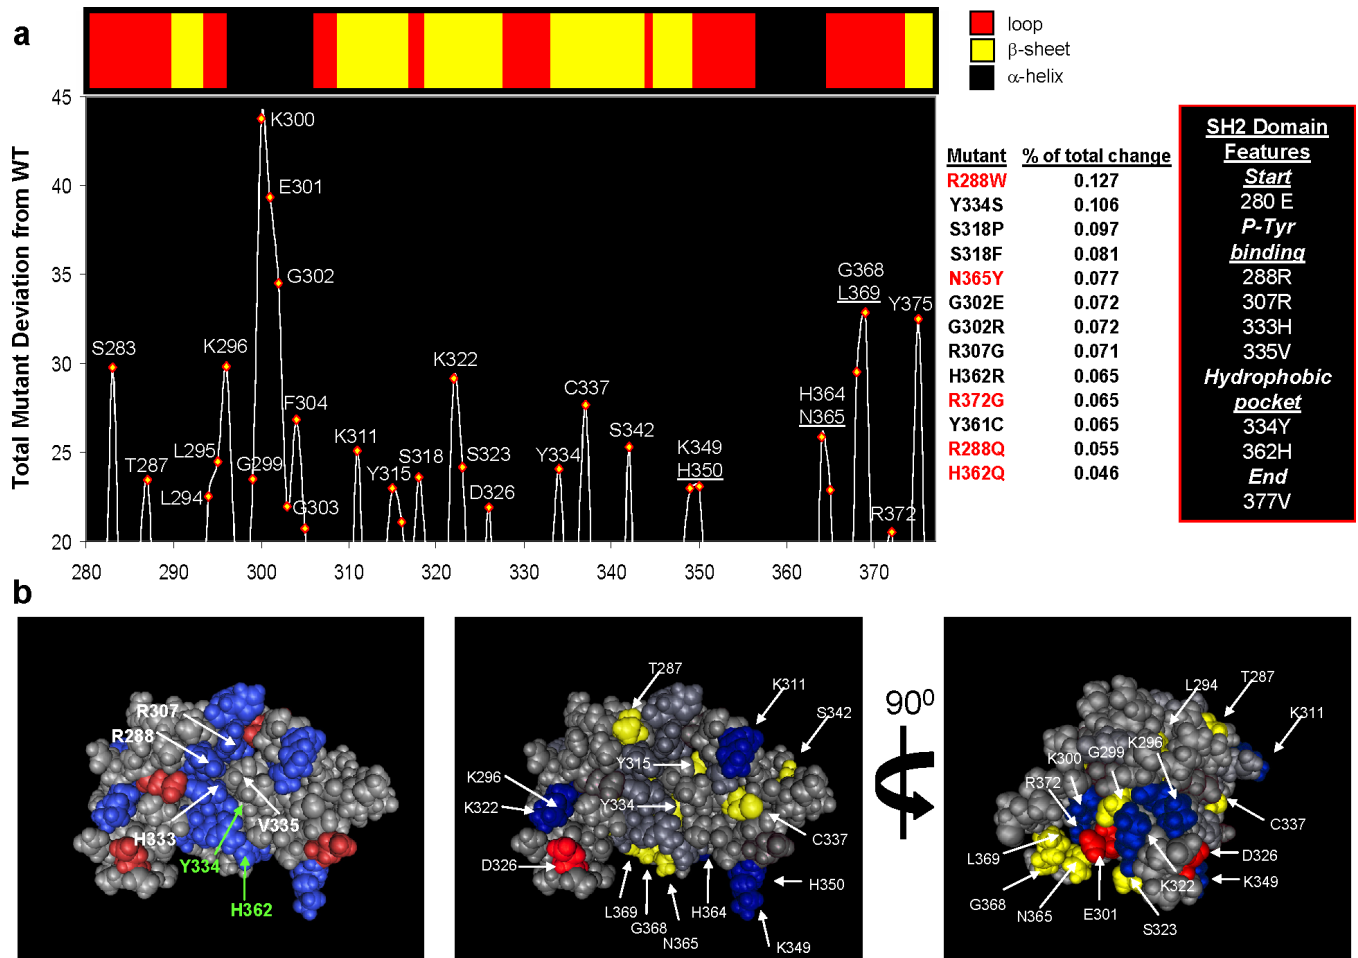 a
loop
β-sheet
α-helix
Total Mutant Deviation from WT
45
40
35
30
25
20
280 290 300 310 320 330 340 350 360 370
K300
E301
G302
S283
T287
K296
L295
L294
G299
F304
G303
K311
Y315
S318
K322
S323
D326
Y334
C337
S342
K349
H350
H364
N365
G368
L369
Y375
R372
Mutant % of total change
R288W 0.127
Y334S 0.106
S318P 0.097
S318F 0.081
N365Y 0.077
G302E 0.072
G302R 0.072
R307G 0.071
H362R 0.065
R372G 0.065
Y361C 0.065
R288Q 0.055
H362Q 0.046
SH2 Domain
Features
Start
280 E
P-Tyr
binding
288R
307R
333H
335V
Hydrophobic
pocket
334Y
362H
End
377V
b
R307
R288
H333
V335
Y334
H362
T287
K311
S342
Y315
K296
K322
Y334
C337
D326
L369
G368
N365
H364
H350
K349
90⁰
L294
T287
K311
K300
G299
K296
R372
C337
L369
D326
G368
K322
K349
N365
E301
S323